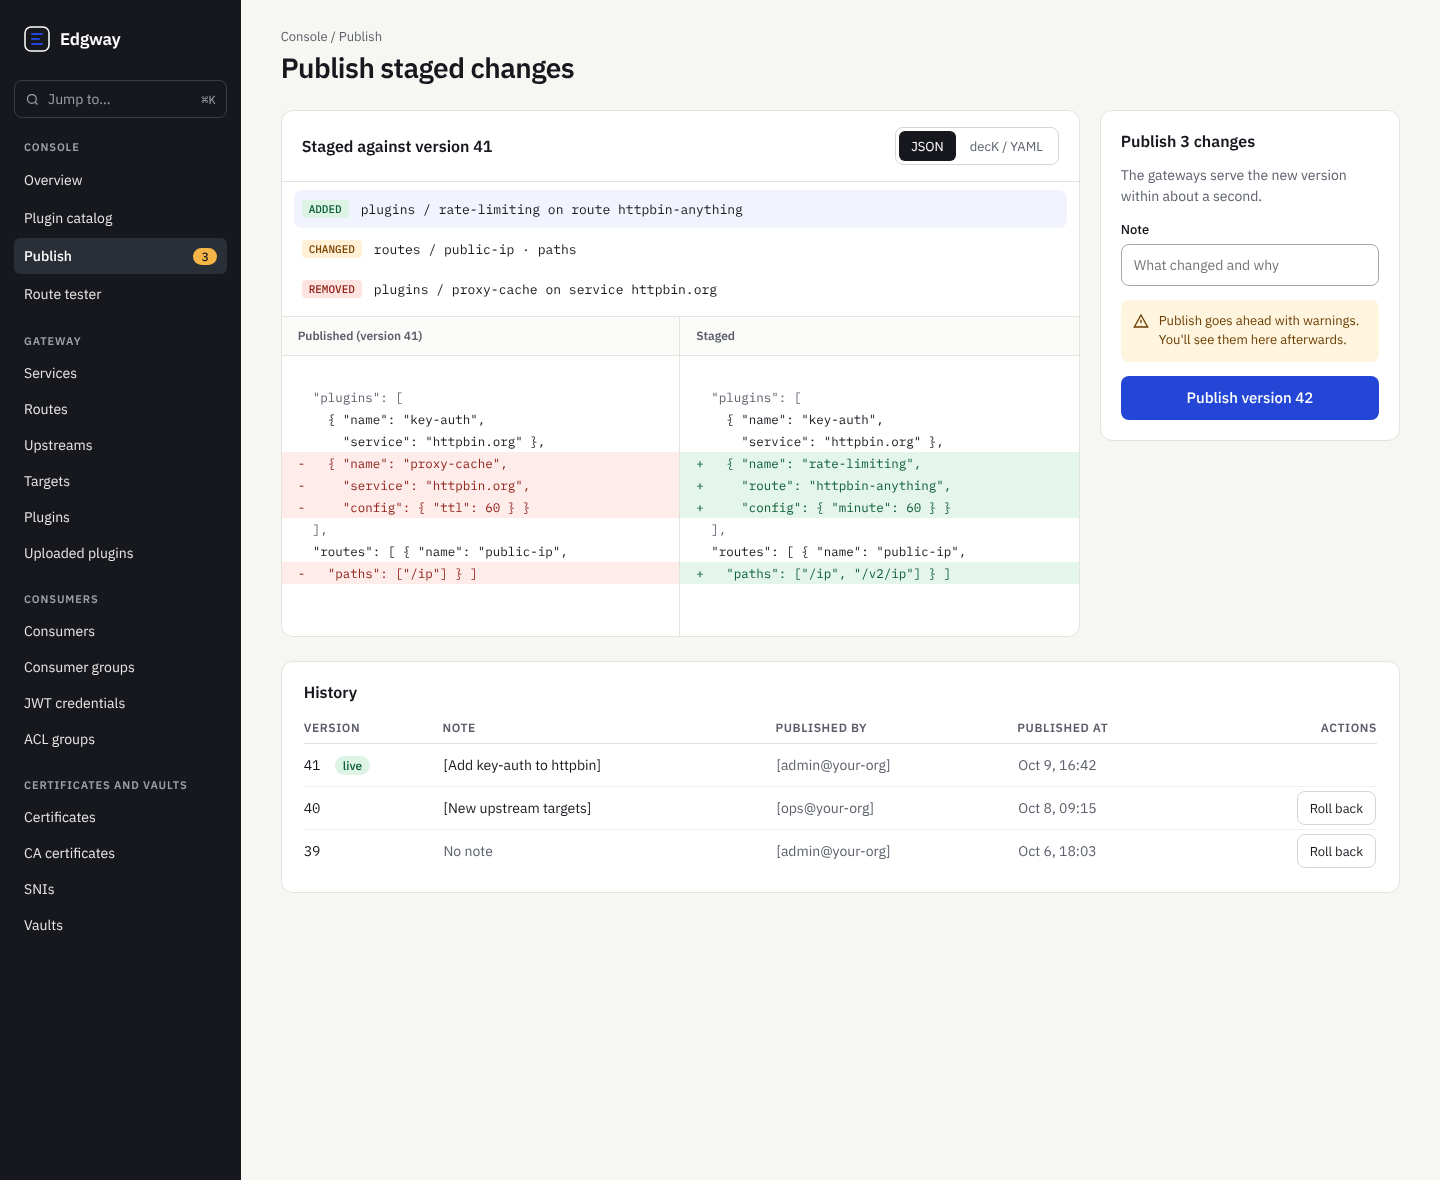 Edgway
Jump to...
⌘K
CONSOLE
Overview
Plugin catalog
Publish
3
Route tester
GATEWAY
Services
Routes
Upstreams
Targets
Plugins
Uploaded plugins
CONSUMERS
Consumers
Consumer groups
JWT credentials
ACL groups
CERTIFICATES AND VAULTS
Certificates
CA certificates
SNIs
Vaults
Console / Publish
Publish staged changes
Staged against version 41
JSON
decK / YAML
ADDED plugins / rate-limiting on route httpbin-anything
CHANGED routes / public-ip · paths
REMOVED plugins / proxy-cache on service httpbin.org
Published (version 41)
"plugins": [
{ "name": "key-auth",
"service": "httpbin.org" },
- { "name": "proxy-cache",
- "service": "httpbin.org",
- "config": { "ttl": 60 } }
],
"routes": [ { "name": "public-ip",
- "paths": ["/ip"] } ]
Staged
"plugins": [
{ "name": "key-auth",
"service": "httpbin.org" },
+ { "name": "rate-limiting",
+ "route": "httpbin-anything",
+ "config": { "minute": 60 } }
],
"routes": [ { "name": "public-ip",
+ "paths": ["/ip", "/v2/ip"] } ]
Publish 3 changes
The gateways serve the new version
within about a second.
Note
What changed and why
Publish goes ahead with warnings.
You'll see them here afterwards.
Publish version 42
History
VERSION NOTE PUBLISHED BY PUBLISHED AT ACTIONS
41 live [Add key-auth to httpbin] [admin@your-org] Oct 9, 16:42
40 [New upstream targets] [ops@your-org] Oct 8, 09:15 Roll back
39 No note [admin@your-org] Oct 6, 18:03 Roll back